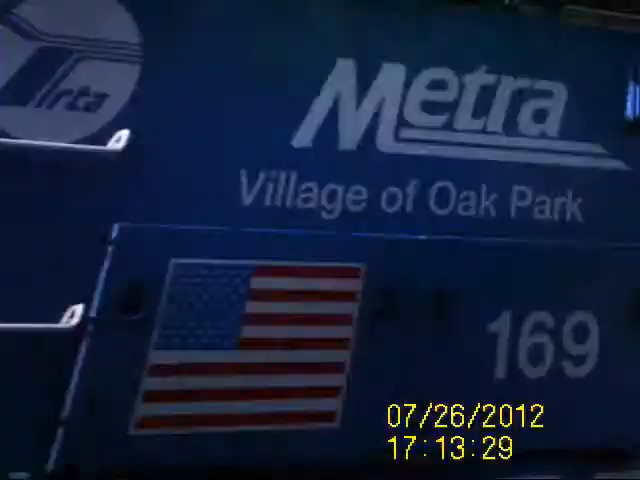 rta
Metra
Village of Oak Park
169
07/26/2012
17:13:29